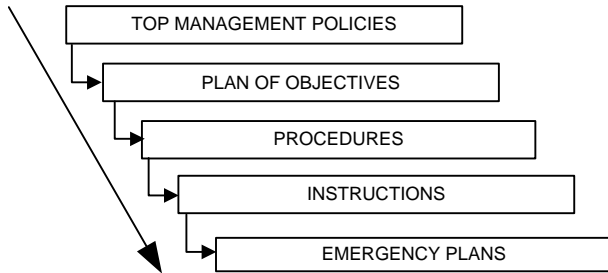 TOP MANAGEMENT POLICIES
PLAN OF OBJECTIVES
PROCEDURES
INSTRUCTIONS
EMERGENCY PLANS